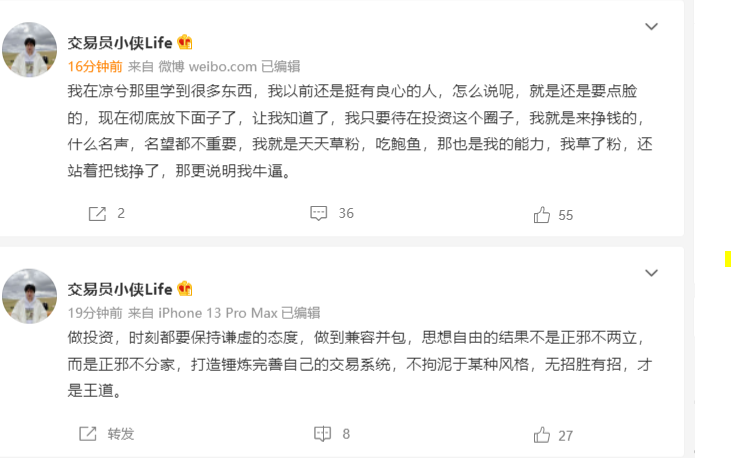 交易员小侠Life
16分钟前 来自 微博 weibo.com 已编辑
我在凉兮那里学到很多东西，我以前还是挺有良心的人，怎么说呢，就是还是要点脸
的，现在彻底放下面子了，让我知道了，我只要待在投资这个圈子，我就是来挣钱的，
什么名声，名望都不重要，我就是天天草粉，吃鲍鱼，那也是我的能力，我草了粉，还
站着把钱挣了，那更说明我牛逼。
2 36 55
交易员小侠Life
19分钟前 来自 iPhone 13 Pro Max 已编辑
做投资，时刻都要保持谦虚的态度，做到兼容并包，思想自由的结果不是正邪不两立，
而是正邪不分家，打造锤炼完善自己的交易系统，不拘泥于某种风格，无招胜有招，才
是王道。
转发 8 27